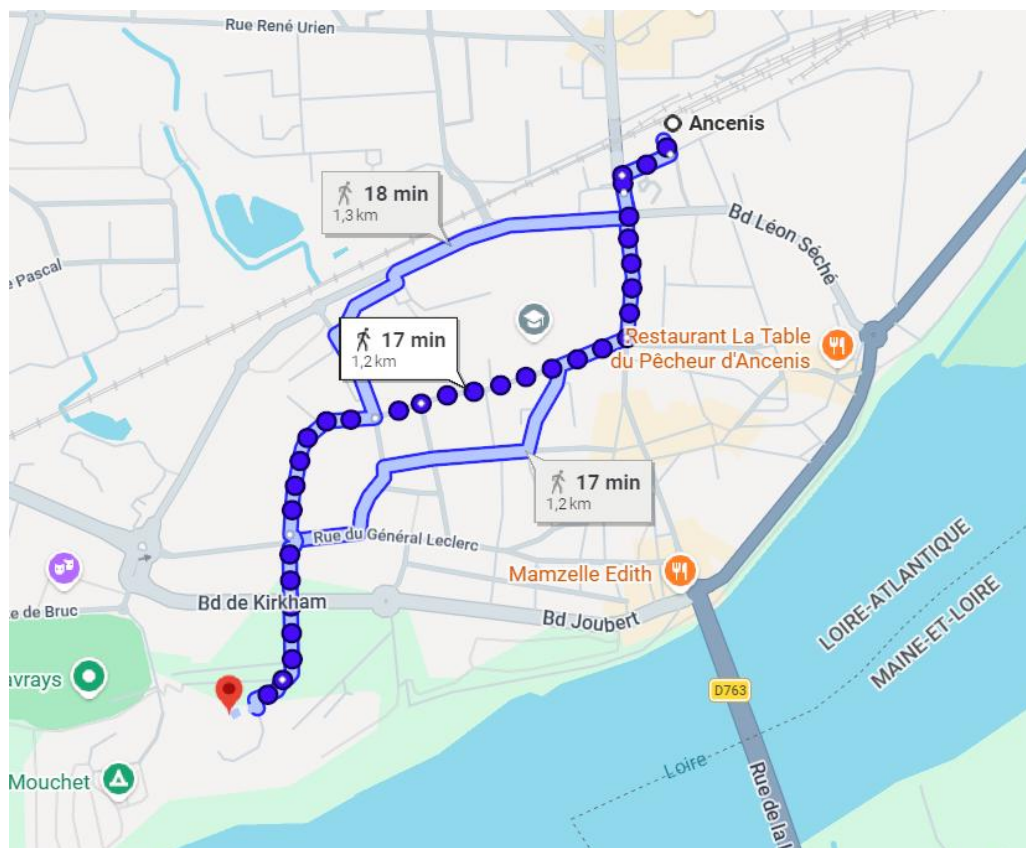 Rue René Urien
Ancenis
18 min
1,3 km
Bd Léon Séché
e Pascal
17 min
1,2 km
Restaurant La Table
du Pêcheur d'Ancenis
17 min
1,2 km
Rue du Général Leclerc
Mamzelle Edith
LOIRE-ATLANTIQUE
MAINE-ET-LOIRE
e de Bruc
Bd de Kirkham
Bd Joubert
avrays
D763
Mouchet
Loire
Rue de la